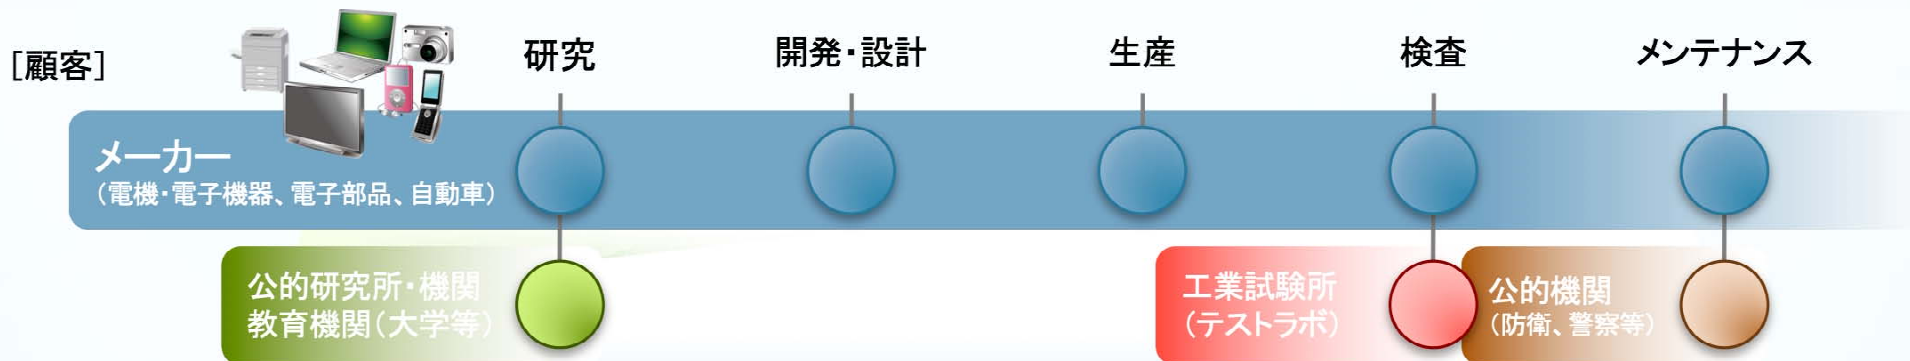 [顧客]
研究
開発・設計
生産
検査
メンテナンス
メーカー
(電機・電子機器、電子部品、自動車)
公的研究所・機関
教育機関(大学等)
工業試験所
(テストラボ)
公的機関
(防衛、警察等)